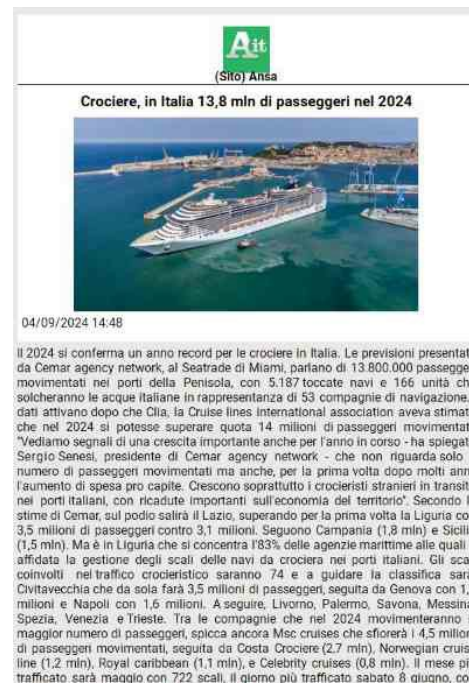 Ait
(Sito) Ansa
Crociere, in Italia 13,8 mln di passeggeri nel 2024
04/09/2024 14:48
Il 2024 si conferma un anno record per le crociere in Italia. Le previsioni presentat
da Cemar agency network, al Seatrade di Miami, parlano di 13.800.000 passegge
movimentati nei porti della Penisola, con 5.187 toccate navi e 166 unità ch
solcheranno le acque italiane in rappresentanza di 53 compagnie di navigazione.
dati attivano dopo che Clia, la Cruise lines international association aveva stimat
che nel 2024 si potesse superare quota 14 milioni di passeggeri movimentat
"Vediamo segnali di una crescita importante anche per l'anno in corso - ha spiegat
Sergio Senesi, presidente di Cemar agency network - che non riguarda solo
numero di passeggeri movimentati ma anche, per la prima volta dopo molti ann
l'aumento di spesa pro capite. Crescono soprattutto i crocieristi stranieri in transit
nei porti italiani, con ricadute importanti sull'economia del territorio". Secondo l
stime di Cemar, sul podio salirà il Lazio, superando per la prima volta la Liguria co
3,5 milioni di passeggeri contro 3,1 milioni. Seguono Campania (1,8 mln) e Sicili
(1,5 mln). Ma è in Liguria che si concentra l'83% delle agenzie marittime alle quali
affidata la gestione degli scali delle navi da crociera nei porti italiani. Gli sca
coinvolti nel traffico crocieristico saranno 74 e a guidare la classifica sar
Civitavecchia che da sola farà 3,5 milioni di passeggeri, seguita da Genova con 1,
milioni e Napoli con 1,6 milioni. A seguire, Livorno, Palermo, Savona, Messin
Spezia, Venezia e Trieste. Tra le compagnie che nel 2024 movimenteranno i
maggior numero di passeggeri, spicca ancora Msc cruises che sfiorerà i 4,5 milion
di passeggeri movimentati, seguita da Costa Crociere (2,7 mln), Norwegian cruis
line (1,2 mln), Royal caribbean (1,1 mln), e Celebrity cruises (0,8 mln). Il mese pi
trafficato sarà maggio con 722 scali, il giorno più trafficato sabato 8 giugno, co